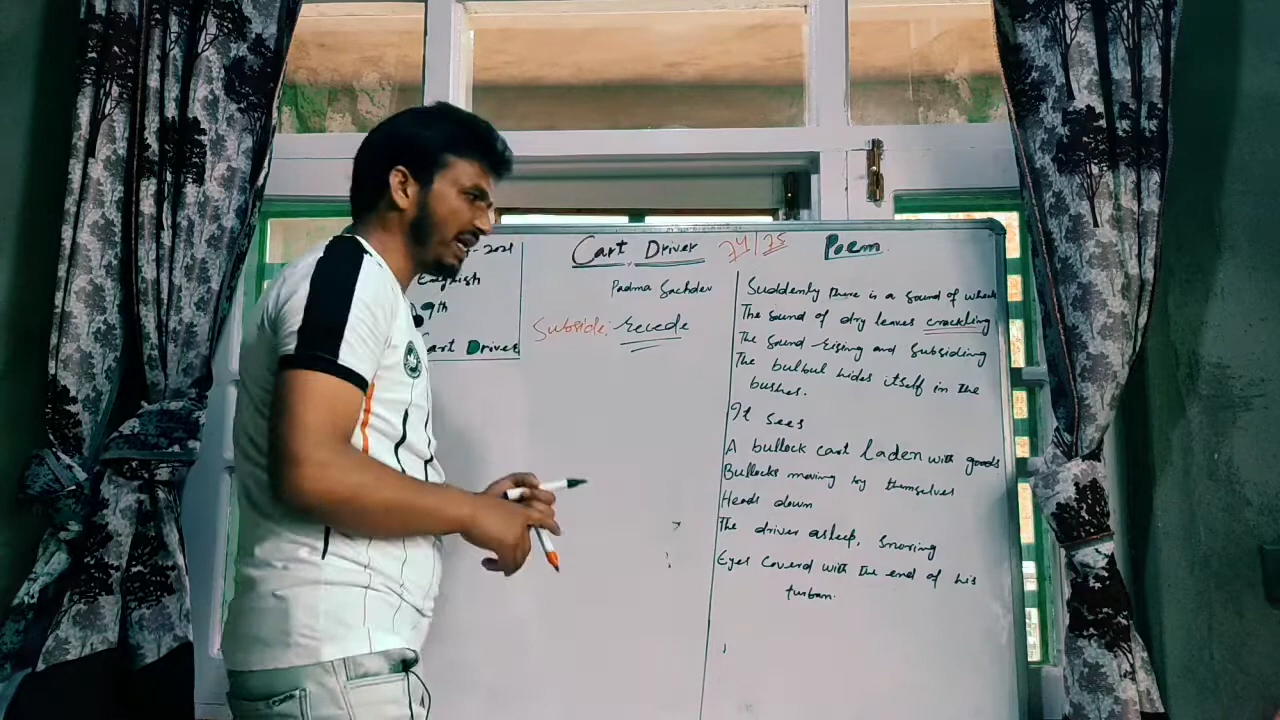 2021
English
9th
Cart Driver
Cart Driver 24/25 Poem
Padma Sachdev
Subside: recede
Suddenly there is a sound of wheels
The sound of dry leaves crackling
The sound rising and subsiding
The bulbul hides itself in the
bushes.
It sees
A bullock cart laden with goods
Bullocks moving by themselves
Heads down
The driver asleep, snoring
Eyes coverd with the end of his
turban.